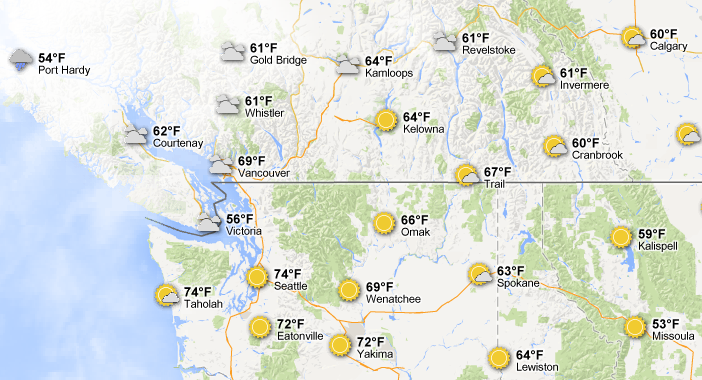 60°F
Calgary
61°F
Revelstoke
61°F
Gold Bridge
54°F
Port Hardy
64°F
Kamloops
61°F
Invermere
61°F
Whistler
64°F
Kelowna
62°F
Courtenay
60°F
Cranbrook
69°F
Vancouver
67°F
Trail
56°F
Victoria
66°F
Omak
59°F
Kalispell
74°F
Seattle
63°F
Spokane
69°F
Wenatchee
74°F
Taholah
72°F
Eatonville
53°F
Missoula
72°F
Yakima
64°F
Lewiston